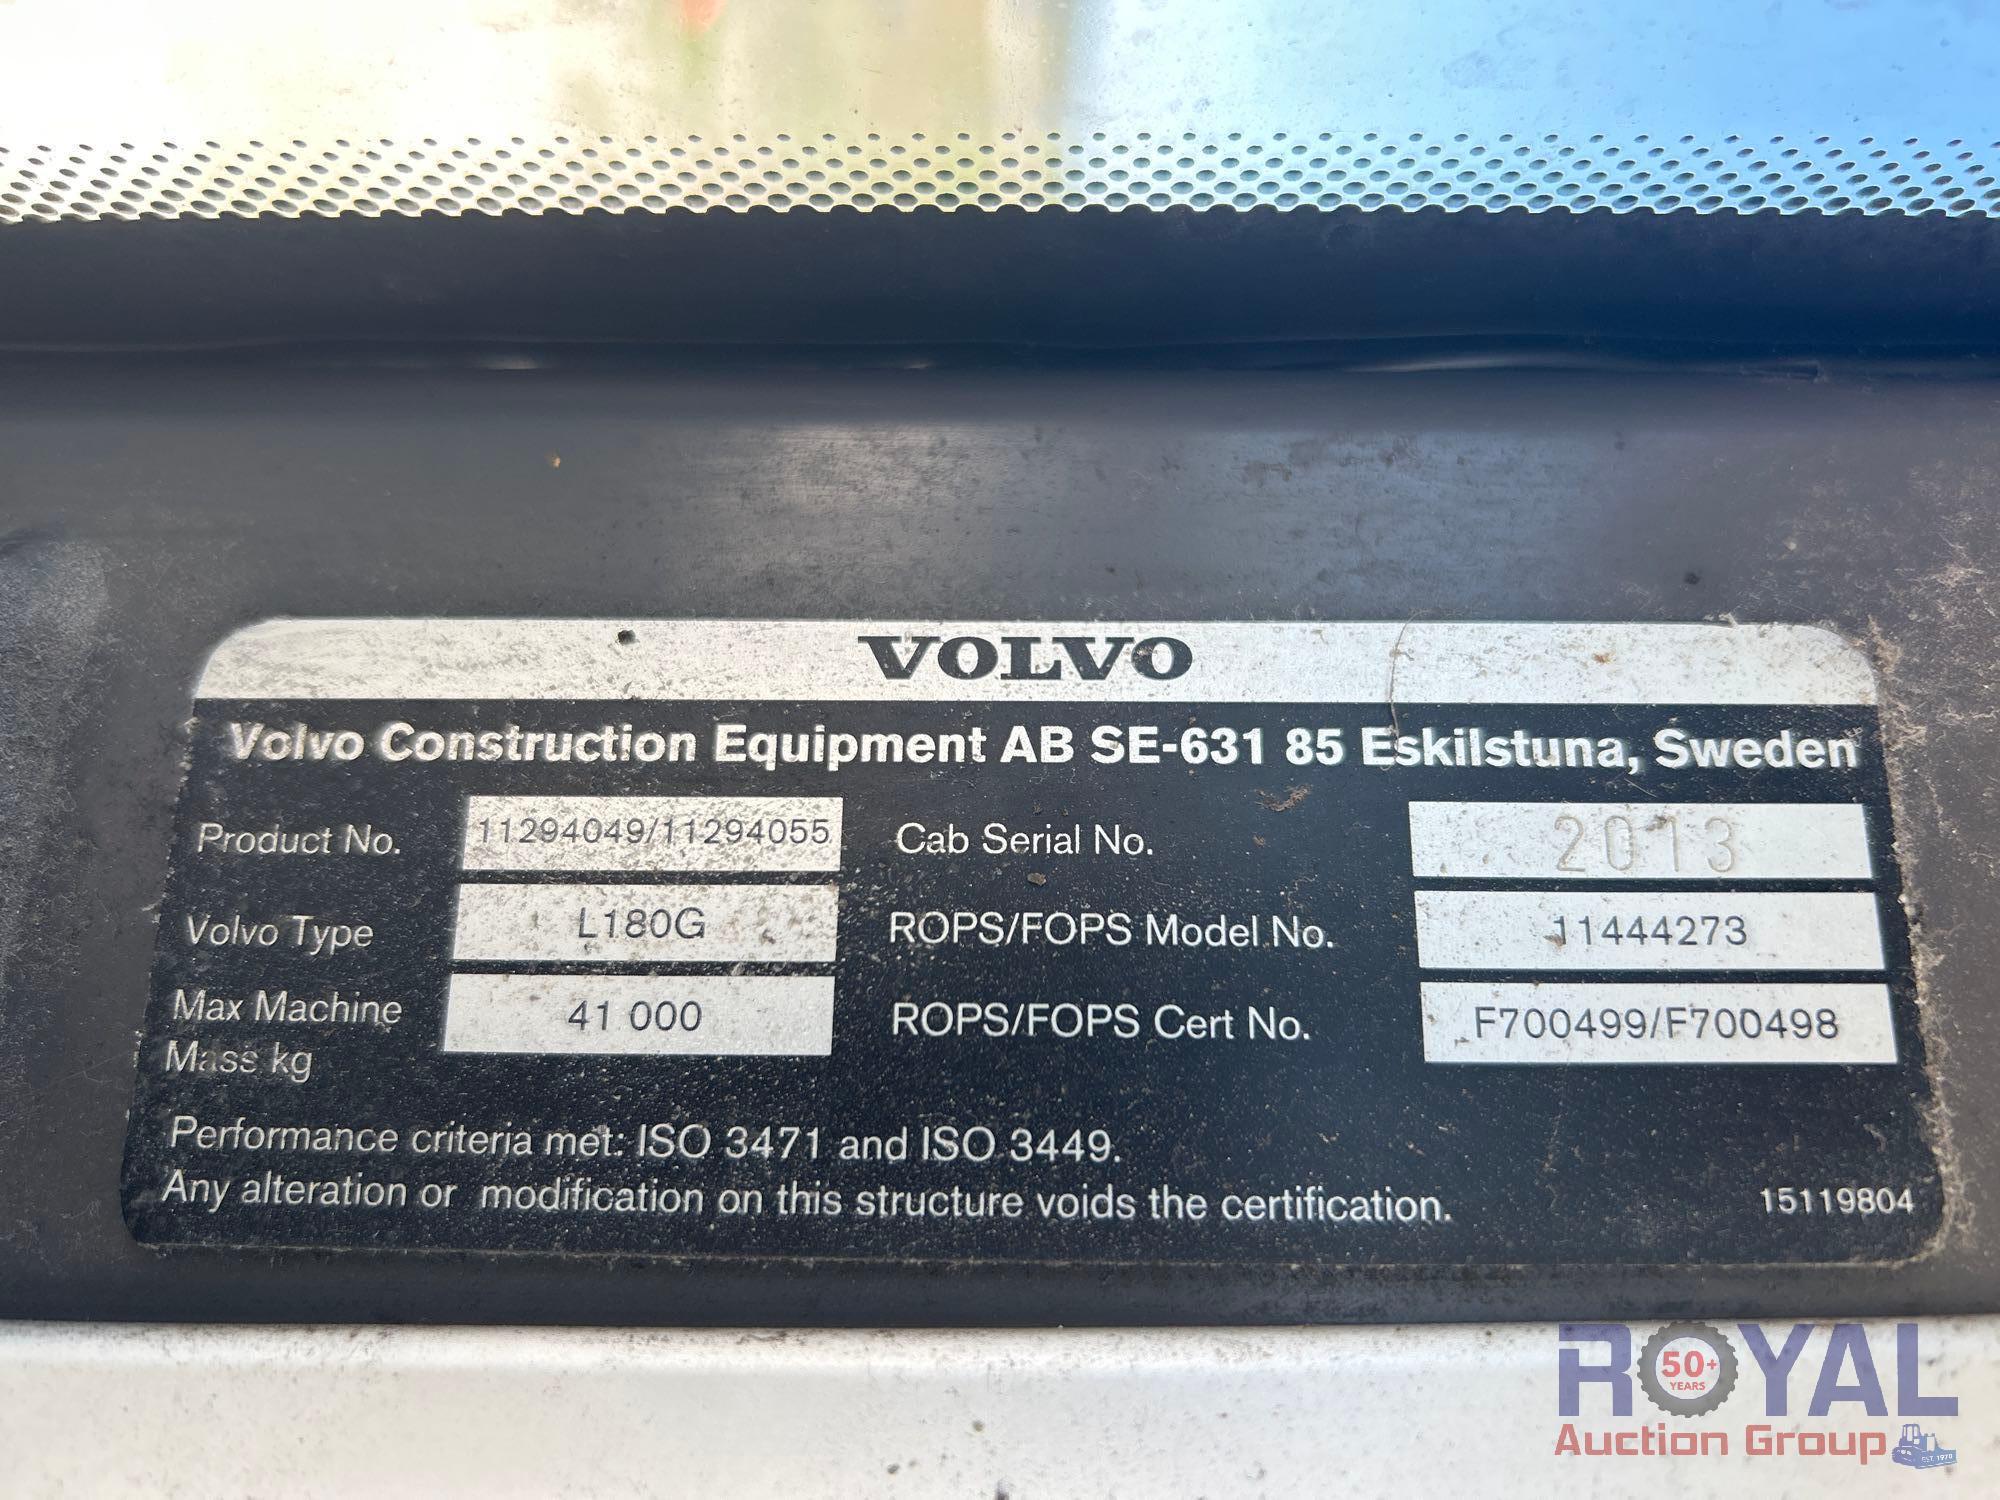 VOLVO
Volvo Construction Equipment AB SE-631 85 Eskilstuna, Sweden
Product No. 11294049/11294055 Cab Serial No. 2013
Volvo Type L180G ROPS/FOPS Model No. 11444273
Max Machine Mass kg 41 000 ROPS/FOPS Cert No. F700499/F700498
Performance criteria met: ISO 3471 and ISO 3449.
Any alteration or modification on this structure voids the certification. 15119804
ROYAL
50+
YEARS
Auction Group
EST. 1970